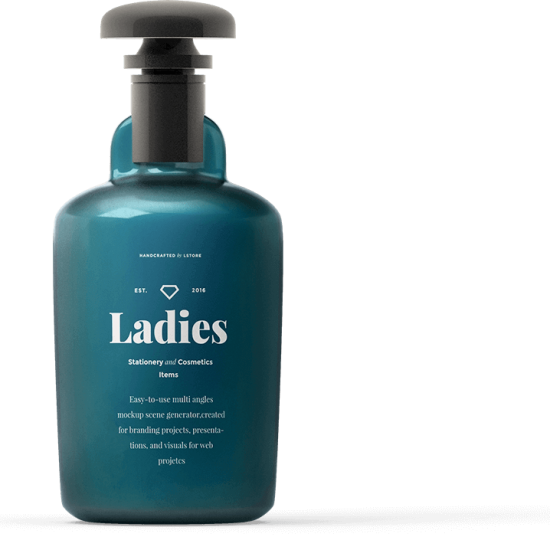 HANDCRAFTED by LSTORE
EST. 2016
Ladies
Stationery and Cosmetics
Items
Easy-to-use multi angles
mockup scene generator,created
for branding projects, presenta-
tions, and visuals for web
projetcs